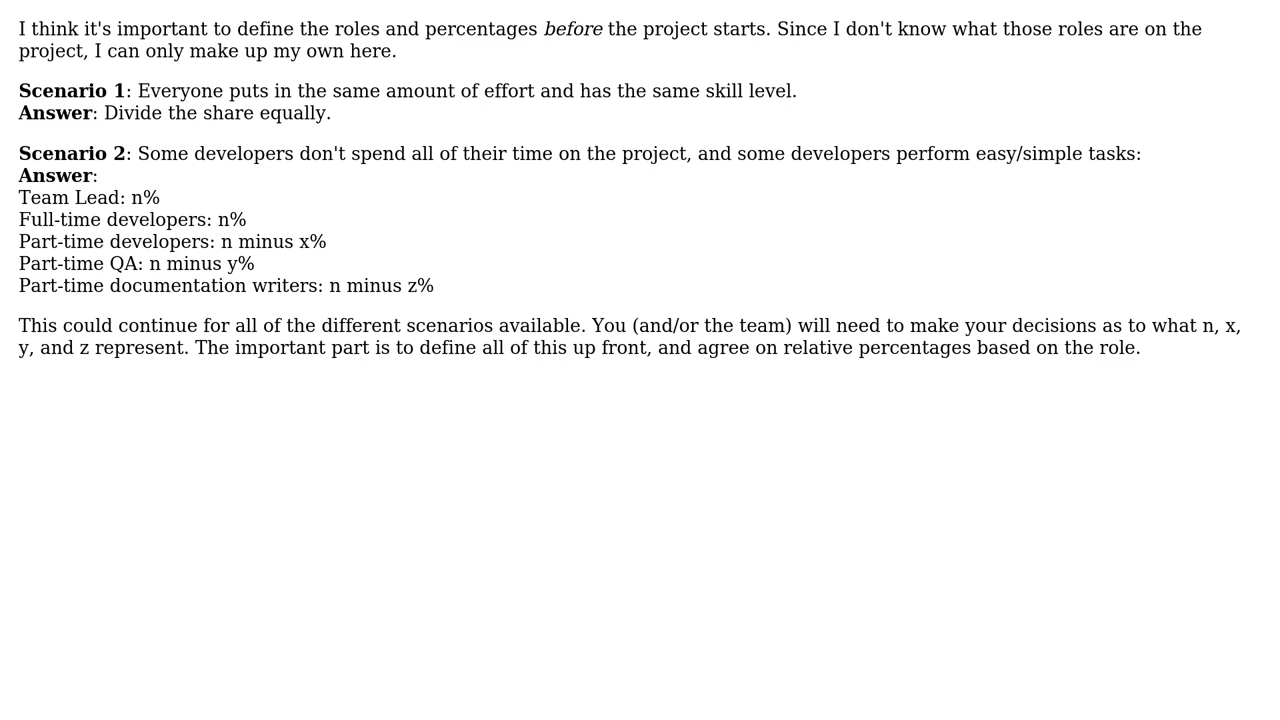 I think it's important to define the roles and percentages before the project starts. Since I don't know what those roles are on the
project, I can only make up my own here.
Scenario 1: Everyone puts in the same amount of effort and has the same skill level.
Answer: Divide the share equally.
Scenario 2: Some developers don't spend all of their time on the project, and some developers perform easy/simple tasks:
Answer:
Team Lead: n%
Full-time developers: n%
Part-time developers: n minus x%
Part-time QA: n minus y%
Part-time documentation writers: n minus z%
This could continue for all of the different scenarios available. You (and/or the team) will need to make your decisions as to what n, x,
y, and z represent. The important part is to define all of this up front, and agree on relative percentages based on the role.